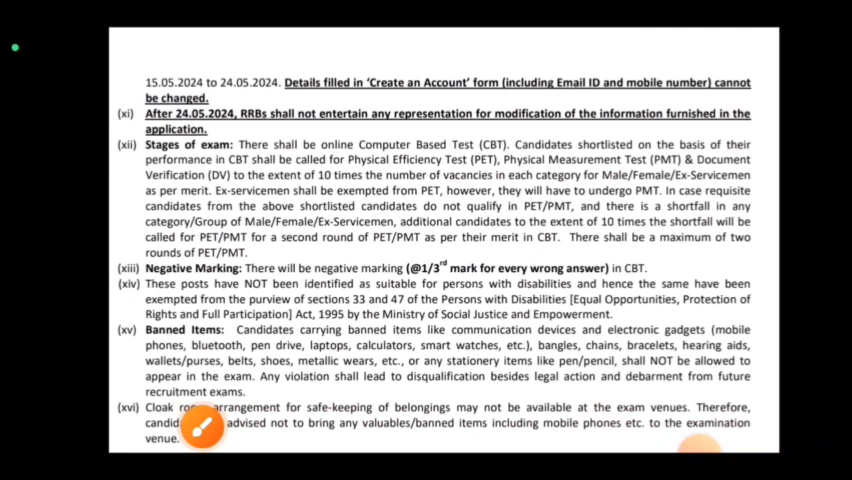 15.05.2024 to 24.05.2024. Details filled in ‘Create an Account’ form (including Email ID and mobile number) cannot
be changed.
(xi) After 24.05.2024, RRBs shall not entertain any representation for modification of the information furnished in the
application.
(xii) Stages of exam: There shall be online Computer Based Test (CBT). Candidates shortlisted on the basis of their
performance in CBT shall be called for Physical Efficiency Test (PET), Physical Measurement Test (PMT) & Document
Verification (DV) to the extent of 10 times the number of vacancies in each category for Male/Female/Ex-Servicemen
as per merit. Ex-servicemen shall be exempted from PET, however, they will have to undergo PMT. In case requisite
candidates from the above shortlisted candidates do not qualify in PET/PMT, and there is a shortfall in any
category/Group of Male/Female/Ex-Servicemen, additional candidates to the extent of 10 times the shortfall will be
called for PET/PMT for a second round of PET/PMT as per their merit in CBT. There shall be a maximum of two
rounds of PET/PMT.
(xiii) Negative Marking: There will be negative marking (@1/3rd mark for every wrong answer) in CBT.
(xiv) These posts have NOT been identified as suitable for persons with disabilities and hence the same have been
exempted from the purview of sections 33 and 47 of the Persons with Disabilities [Equal Opportunities, Protection of
Rights and Full Participation] Act, 1995 by the Ministry of Social Justice and Empowerment.
(xv) Banned Items: Candidates carrying banned items like communication devices and electronic gadgets (mobile
phones, bluetooth, pen drive, laptops, calculators, smart watches, etc.), bangles, chains, bracelets, hearing aids,
wallets/purses, belts, shoes, metallic wears, etc., or any stationery items like pen/pencil, shall NOT be allowed to
appear in the exam. Any violation shall lead to disqualification besides legal action and debarment from future
recruitment exams.
(xvi) Cloak arrangement for safe-keeping of belongings may not be available at the exam venues. Therefore,
advised not to bring any valuables/banned items including mobile phones etc. to the examination
venue.